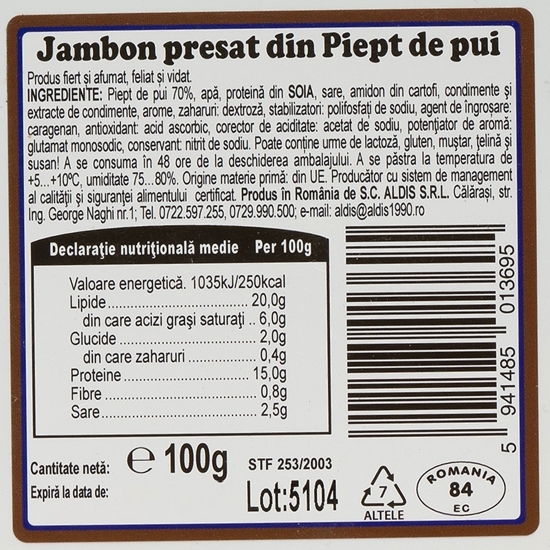 Jambon presat din Piept de pui
Produs fiert și afumat, feliat și vidat.
INGREDIENTE: Piept de pui 70%, apă, proteină din SOIA, sare, amidon din cartofi, condimente și
extracte de condimente, arome, zaharuri: dextroză, stabilizatori: polifosfați de sodiu, agent de îngroșare:
caragenan, antioxidant: acid ascorbic, corector de aciditate: acetat de sodiu, potențiator de aromă:
glutamat monosodic, conservant: nitrit de sodiu. Poate conține urme de lactoză, gluten, muștar, țelină și
susan! A se consuma în 48 ore de la deschiderea ambalajului. A se păstra la temperatura de
+5...+10ºC, umiditate 75...80%. Origine materie primă: din UE. Producător cu sistem de management
al calității și siguranței alimentului certificat. Produs în România de S.C. ALDIS S.R.L. Călărași, str.
Ing. George Naghi nr.1; Tel. 0722.597.255, 0729.990.500; e-mail: aldis@aldis1990.ro
Declarație nutrițională medie Per 100g
Valoare energetică. 1035kJ/250kcal
Lipide.................... 20,0g
din care acizi grași saturați .. 6,0g
Glucide .................... 2,0g
din care zaharuri ............ 0,4g
Proteine .................... 15,0g
Fibre .................... 0,8g
Sare.................... 2,5g
5 941485 013695
Cantitate netă: e 100g
Expiră la data de:
STF 253/2003
Lot:5104
7
ALTELE
ROMANIA
84
EC